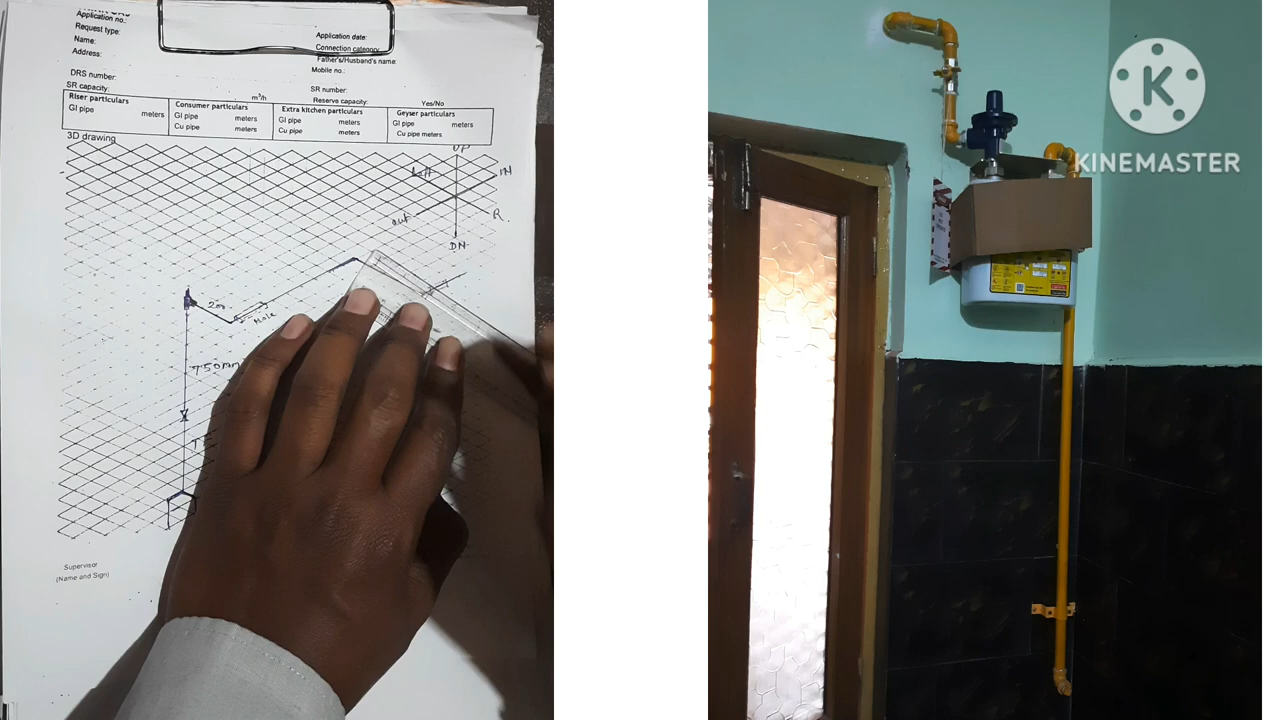 Application no.:
Application date:
Request type:
Connection category
Name:
Father's/Husband's name:
Address:
Mobile no.:
DRS number:
SR number:
SR capacity:
m³/h
Reserve capacity:
Yes/No
Riser particulars
Consumer particulars
Extra kitchen particulars
Geyser particulars
GI pipe meters
GI pipe meters
GI pipe meters
GI pipe meters
Cu pipe meters
Cu pipe meters
Cu pipe meters
3D drawing
UP
Left
IN
out
R.
DN
200
Hole
750mm
Supervisor
(Name and Sign)
K
KINEMASTER